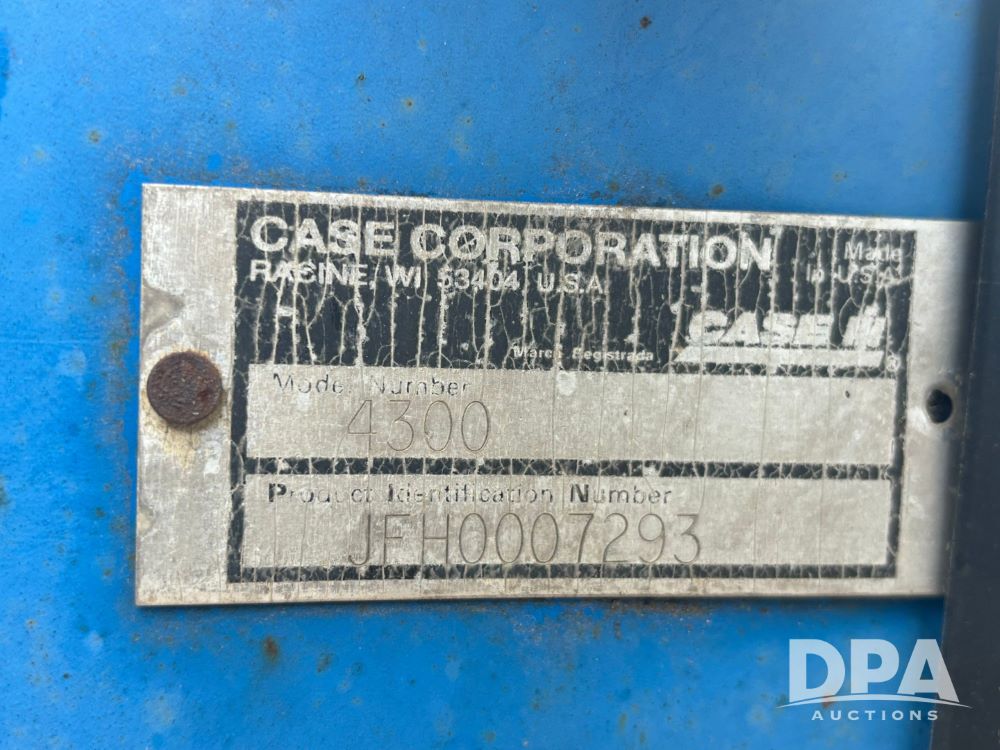 CASE CORPORATION
RACINE, WI 53404 U.S.A.
Made
In U.S.A.
CASE IH
Marca Registrada
®
Model Number
4300
Product Identification Number
JFH0007293
DPA
AUCTIONS